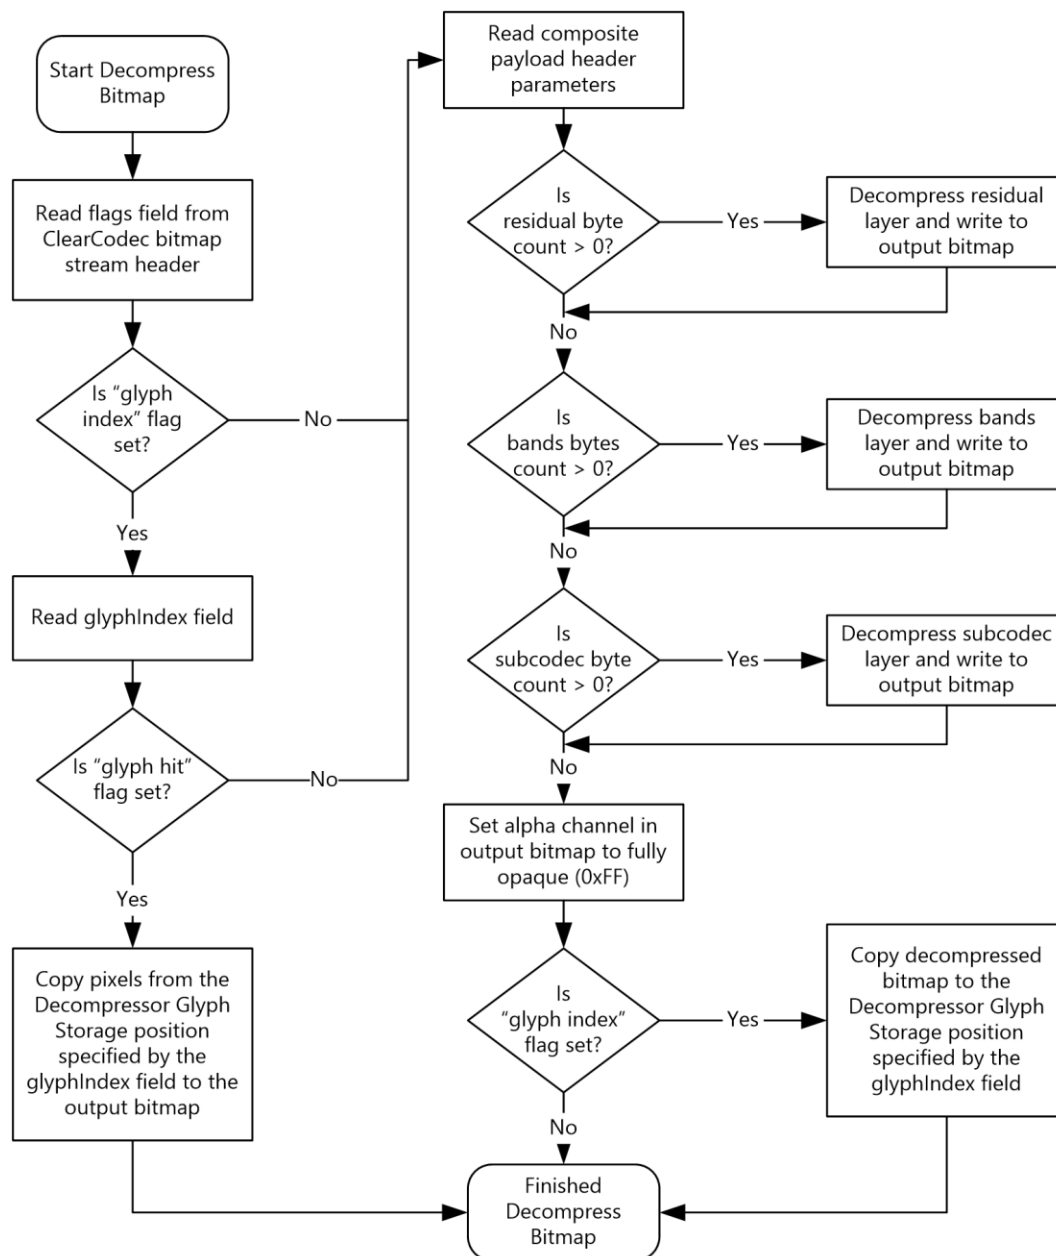 Start Decompress
Bitmap
Read flags field from
ClearCodec bitmap
stream header
Is “glyph
index” flag
set?
No
Yes
Read glyphIndex field
Is “glyph hit”
flag set?
No
Yes
Copy pixels from the
Decompressor Glyph
Storage position
specified by the
glyphIndex field to the
output bitmap
Read composite
payload header
parameters
Is
residual byte
count > 0?
Yes
Decompress residual
layer and write to
output bitmap
No
Is
bands bytes
count > 0?
Yes
Decompress bands
layer and write to
output bitmap
No
Is
subcodec byte
count > 0?
Yes
Decompress subcodec
layer and write to
output bitmap
No
Set alpha channel in
output bitmap to fully
opaque (0xFF)
Is
“glyph index”
flag set?
Yes
Copy decompressed
bitmap to the
Decompressor Glyph
Storage position
specified by the
glyphIndex field
No
Finished
Decompress
Bitmap